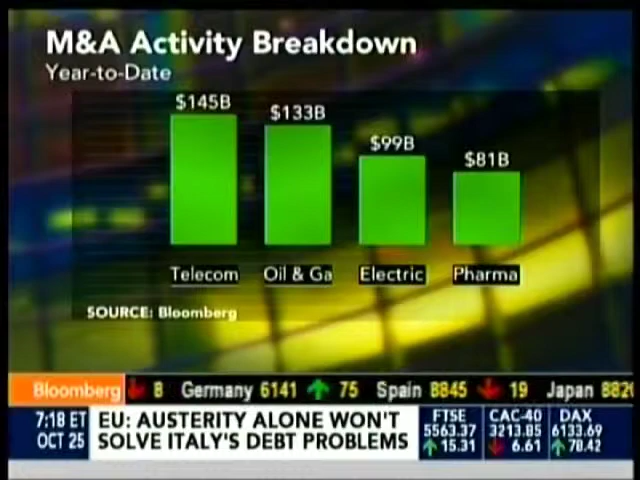 M&A Activity Breakdown
Year-to-Date
$145B
$133B
$99B
$81B
Telecom
Oil & Ga
Electric
Pharma
SOURCE: Bloomberg
Bloomberg 8 Germany 6141 75 Spain 8845 19 Japan 882
7:18 ET
OCT 25
EU: AUSTERITY ALONE WON'T
SOLVE ITALY'S DEBT PROBLEMS
FTSE
5563.37
15.31
CAC-40
3213.85
6.61
DAX
6133.69
78.42